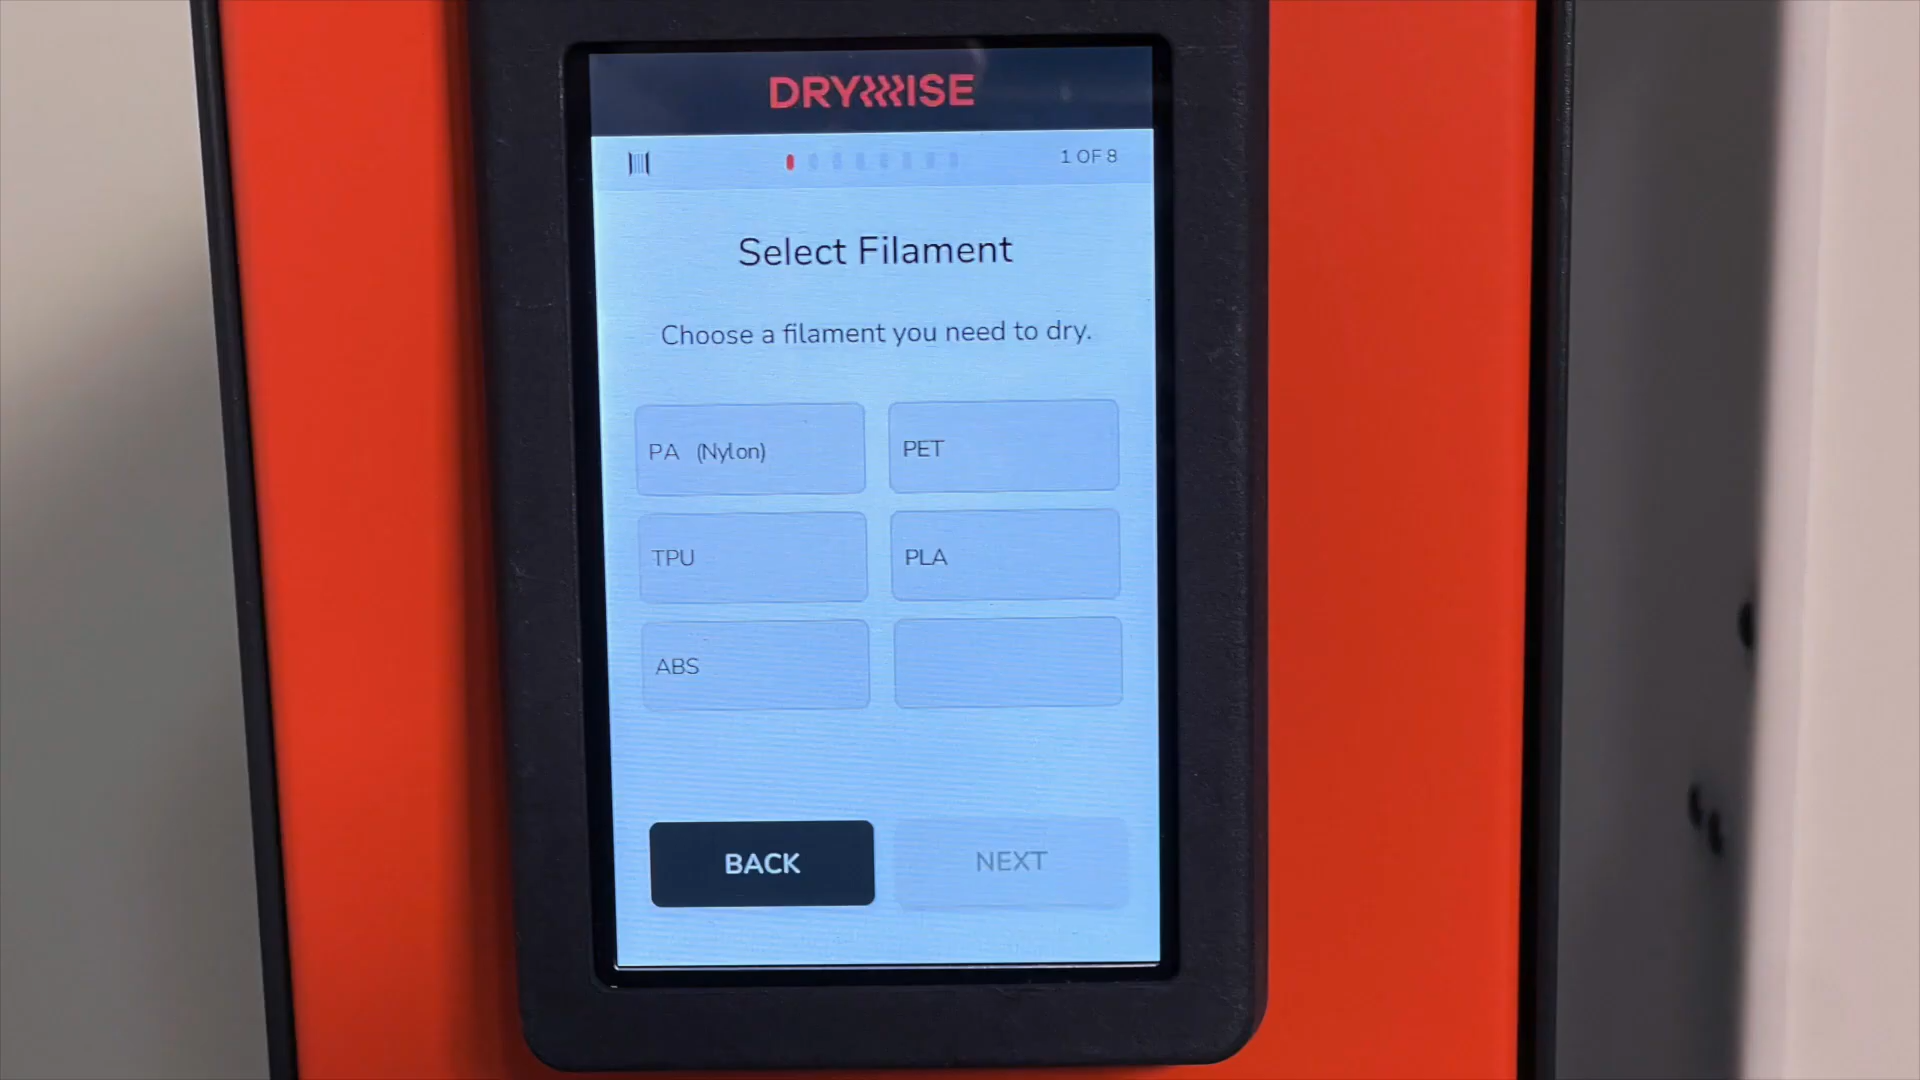 DRYWISE
1 OF 8
Select Filament
Choose a filament you need to dry.
PA (Nylon)
PET
TPU
PLA
ABS
BACK
NEXT